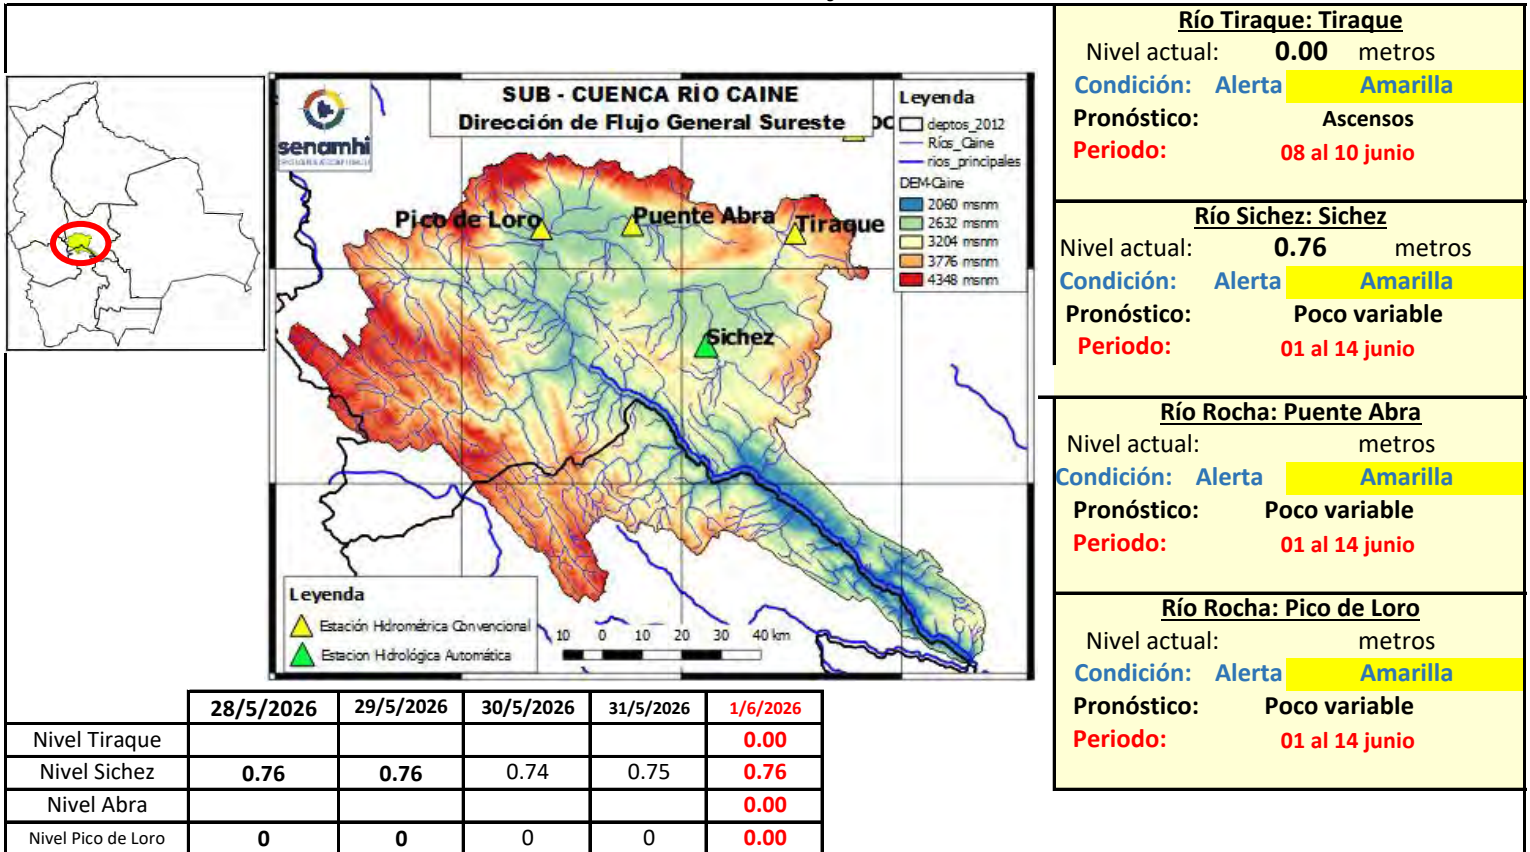 SUB - CUENCA RÍO CAINE
Dirección de Flujo General Sureste
senamhi
Leyenda
deptos_2012
Ríos_Caine
rios_principales
DEM-Caine
2060 msnm
2632 msnm
3204 msnm
3776 msnm
4348 msnm
Pico de Loro
Puente Abra
Tiraque
Sichez
Leyenda
Estación Hidrométrica Convencional
Estacion Hidrológica Automática
10 0 10 20 30 40 km
28/5/2026 29/5/2026 30/5/2026 31/5/2026 1/6/2026
Nivel Tiraque 0.00
Nivel Sichez 0.76 0.76 0.74 0.75 0.76
Nivel Abra 0.00
Nivel Pico de Loro 0 0 0 0 0.00
Río Tiraque: Tiraque
Nivel actual: 0.00 metros
Condición: Alerta Amarilla
Pronóstico: Ascensos
Periodo: 08 al 10 junio
Río Sichez: Sichez
Nivel actual: 0.76 metros
Condición: Alerta Amarilla
Pronóstico: Poco variable
Periodo: 01 al 14 junio
Río Rocha: Puente Abra
Nivel actual: metros
Condición: Alerta Amarilla
Pronóstico: Poco variable
Periodo: 01 al 14 junio
Río Rocha: Pico de Loro
Nivel actual: metros
Condición: Alerta Amarilla
Pronóstico: Poco variable
Periodo: 01 al 14 junio